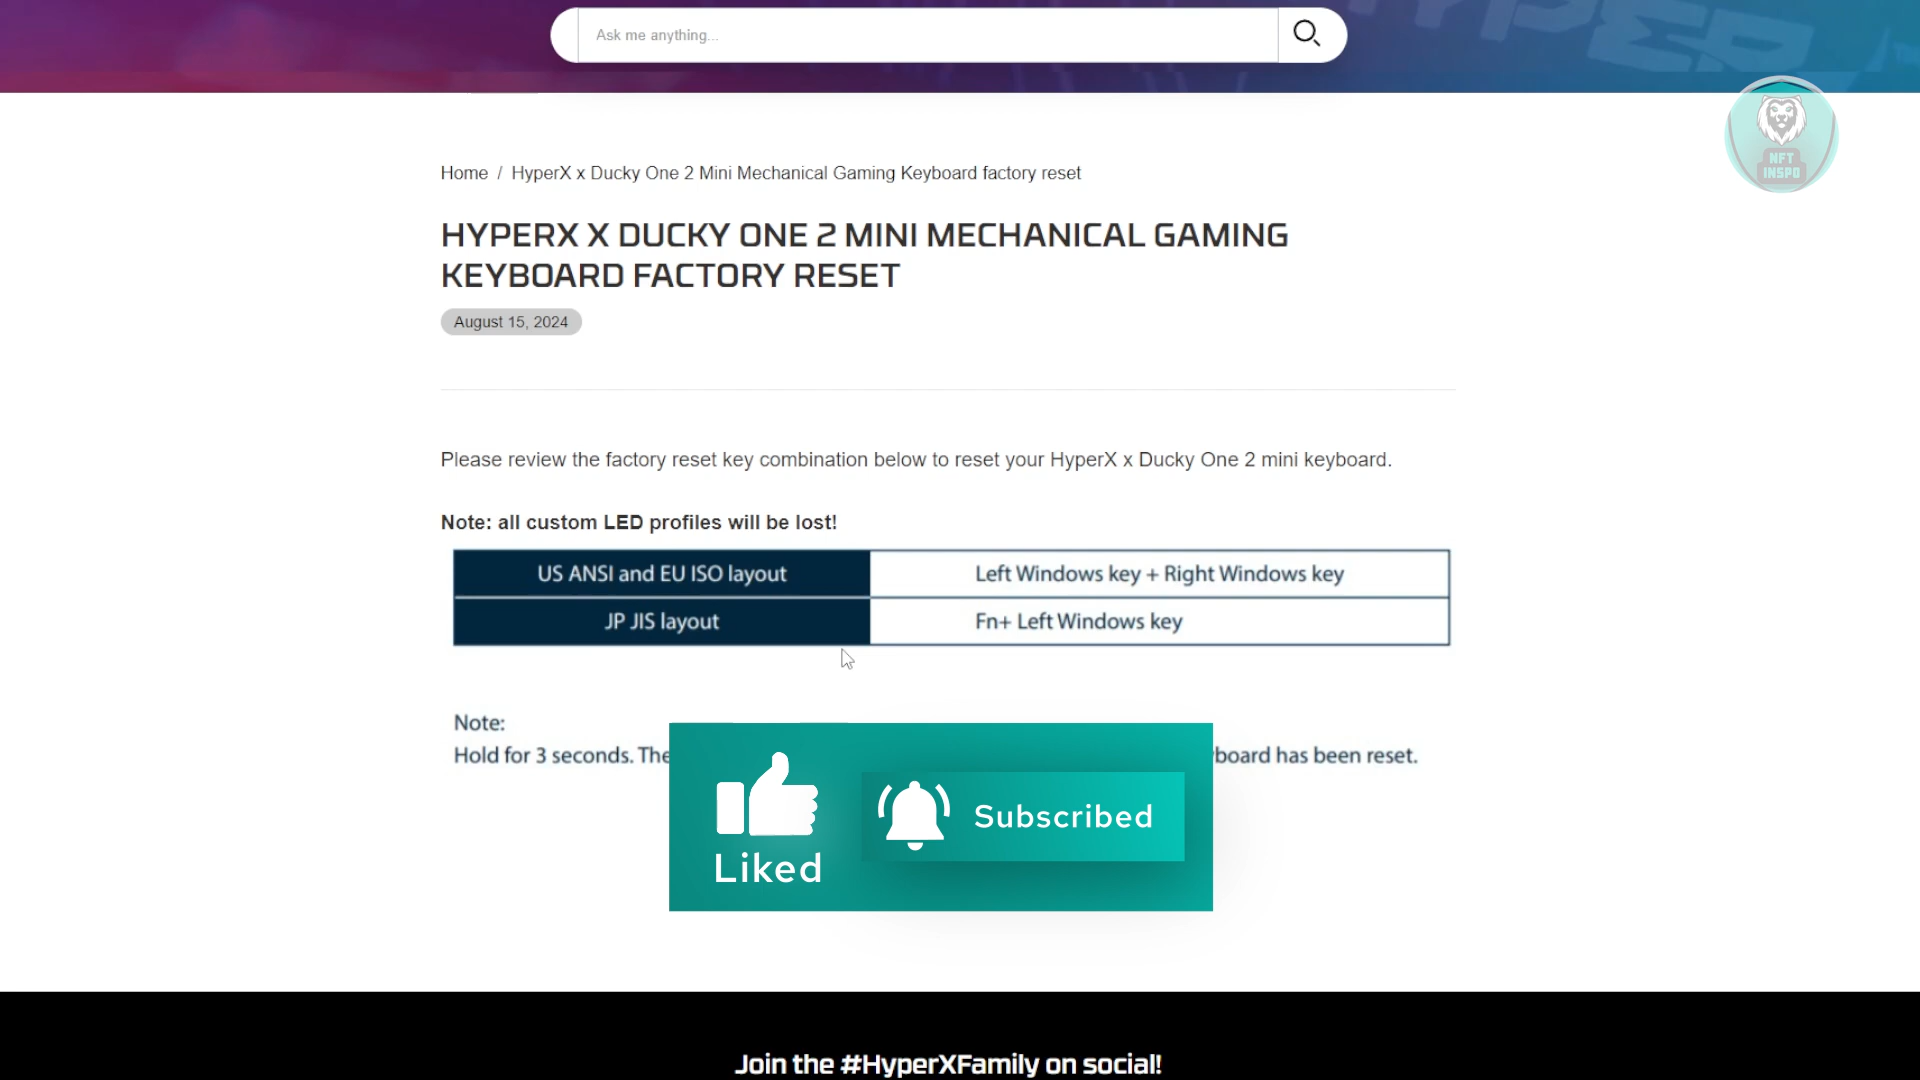 HYPER
Ask me anything...
NFT
INSPO
Home / HyperX x Ducky One 2 Mini Mechanical Gaming Keyboard factory reset
HYPERX X DUCKY ONE 2 MINI MECHANICAL GAMING
KEYBOARD FACTORY RESET
August 15, 2024
Please review the factory reset key combination below to reset your HyperX x Ducky One 2 mini keyboard.
Note: all custom LED profiles will be lost!
US ANSI and EU ISO layout Left Windows key + Right Windows key
JP JIS layout Fn+ Left Windows key
Note:
Hold for 3 seconds. The board has been reset.
Liked
Subscribed
Join the #HyperXFamily on social!